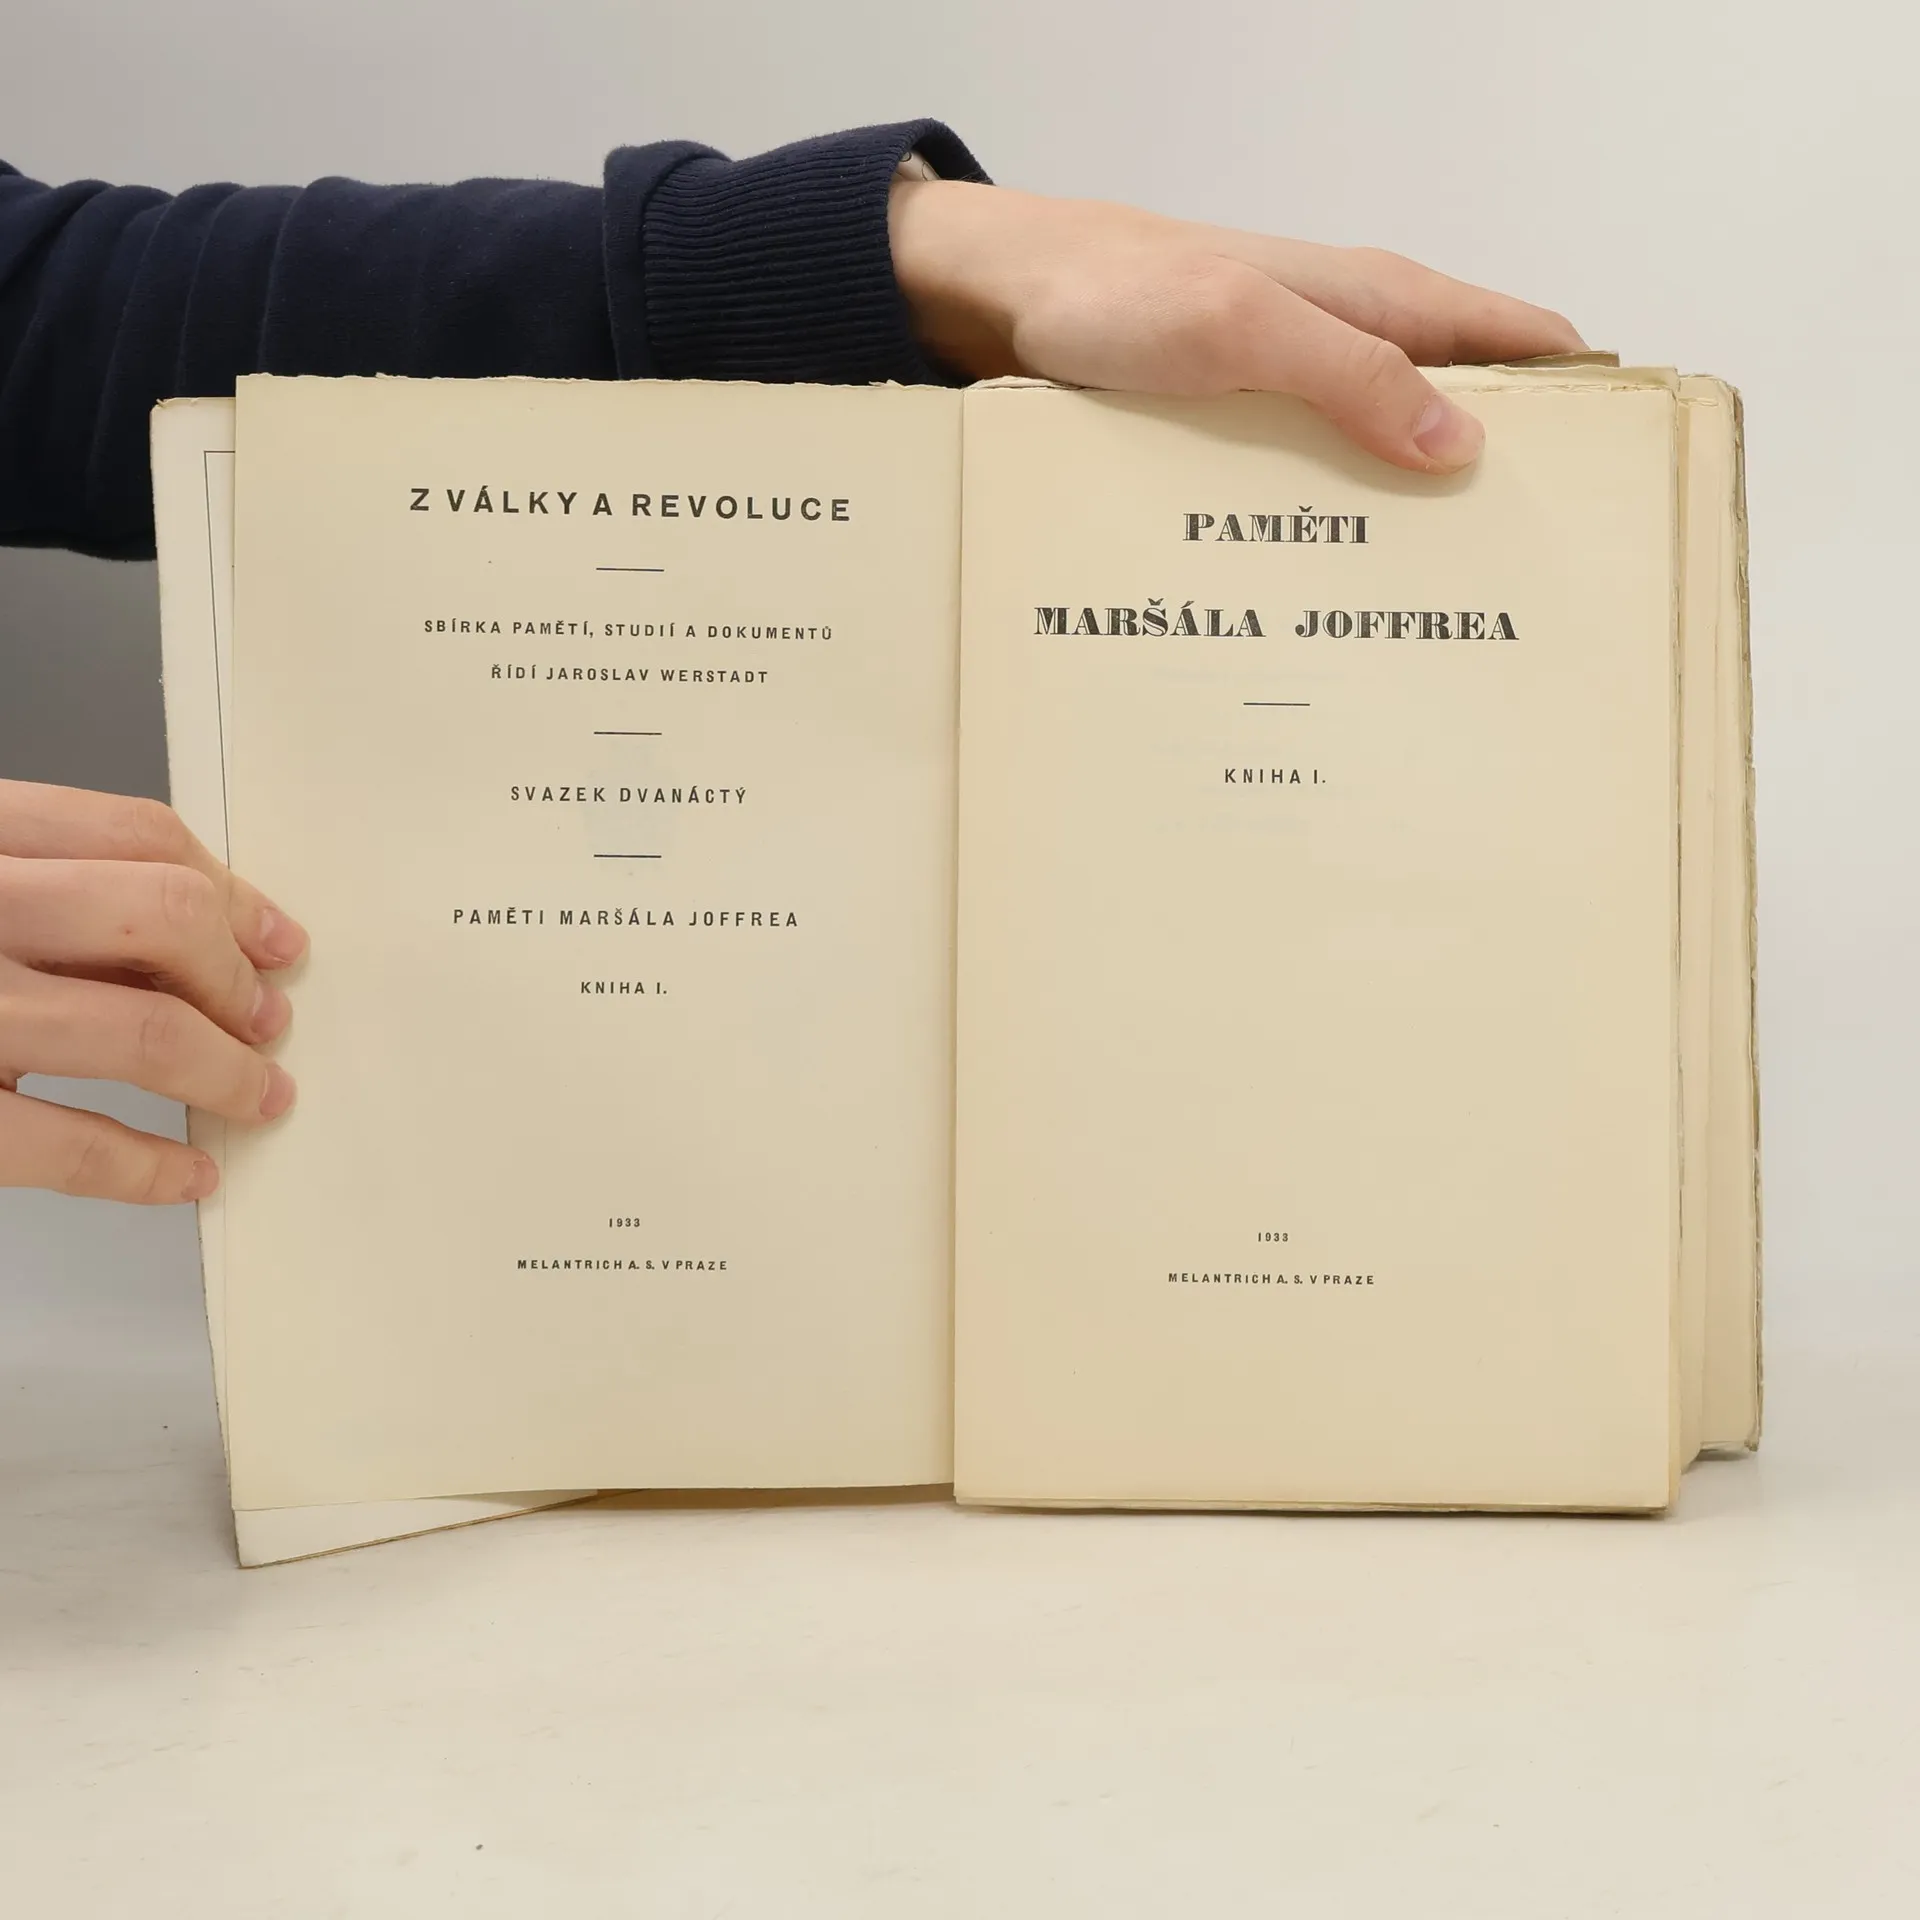 Z VÁLKY A REVOLUCE
SBÍRKA PAMĚTÍ, STUDIÍ A DOKUMENTŮ
ŘÍDÍ JAROSLAV WERSTADT
SVAZEK DVANÁCTÝ
PAMĚTI MARŠÁLA JOFFREA
KNIHA I.
1933
MELANTRICH A. S. V PRAZE
PAMĚTI
MARŠÁLA JOFFREA
KNIHA I.
1933
MELANTRICH A. S. V PRAZE